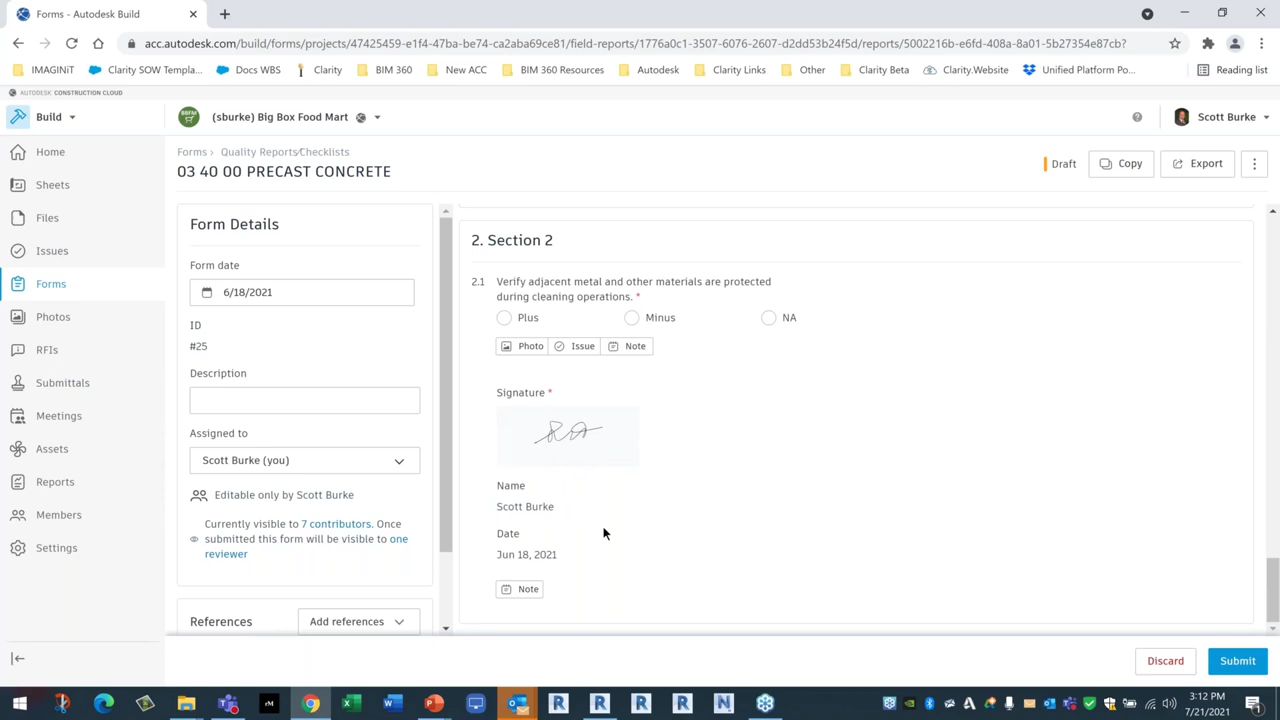 Forms - Autodesk Build
acc.autodesk.com/build/forms/projects/47425459-e1f4-47ba-be74-ca2aba69ce81/field-reports/1776a0c1-3507-6076-2607-d2dd53b24f5d/reports/5002216b-e6fd-408a-8a01-5b27354e87cb?
IMAGINiT Clarity SOW Templa... Docs WBS Clarity BIM 360 New ACC BIM 360 Resources Autodesk Clarity Links Other Clarity Beta Clarity.Website Unified Platform Po... Reading list
AUTODESK CONSTRUCTION CLOUD
Build (sburke) Big Box Food Mart Scott Burke
Home
Sheets
Files
Issues
Forms
Photos
RFIs
Submittals
Meetings
Assets
Reports
Members
Settings
Forms › Quality Reports/Checklists
03 40 00 PRECAST CONCRETE
Draft Copy Export
Form Details
Form date
6/18/2021
ID
#25
Description
Assigned to
Scott Burke (you)
Editable only by Scott Burke
Currently visible to 7 contributors. Once
submitted this form will be visible to one
reviewer
References Add references
2. Section 2
2.1 Verify adjacent metal and other materials are protected
during cleaning operations. *
Plus Minus NA
Photo Issue Note
Signature *
Name
Scott Burke
Date
Jun 18, 2021
Note
Discard Submit
3:12 PM
7/21/2021